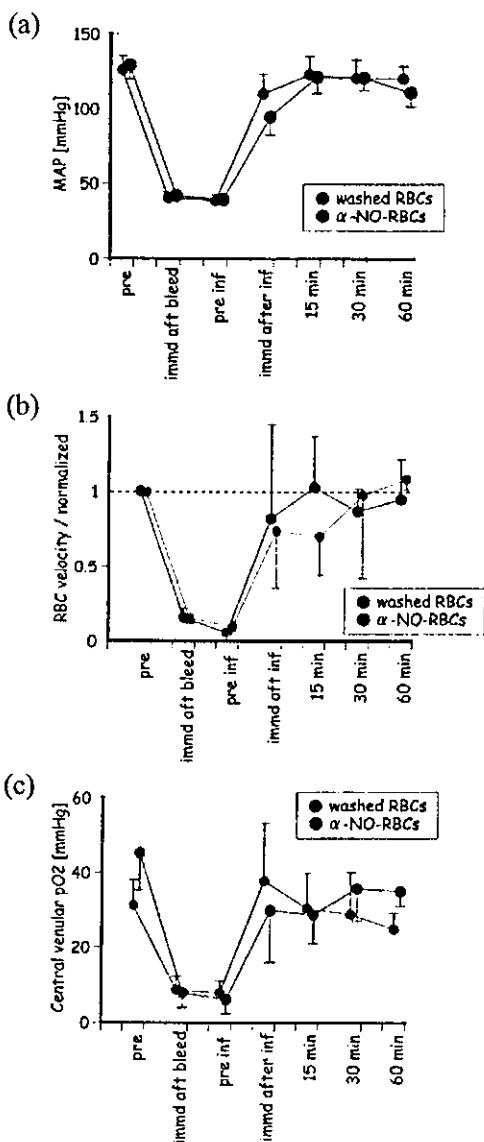 (a)
150
100
50
0
MAP [mmHg]
washed RBCs
α-NO-RBCs
pre
immd aft bleed
pre inf
immd after inf
15 min
30 min
60 min
(b)
1.5
1
0.5
0
RBC velocity / normalized
washed RBCs
α-NO-RBCs
pre
immd aft bleed
pre inf
immd aft inf
15 min
30 min
60 min
(c)
60
40
20
0
Central venular pO2 [mmHg]
washed RBCs
α-NO-RBCs
pre
immd aft bleed
pre inf
immd after inf
15 min
30 min
60 min